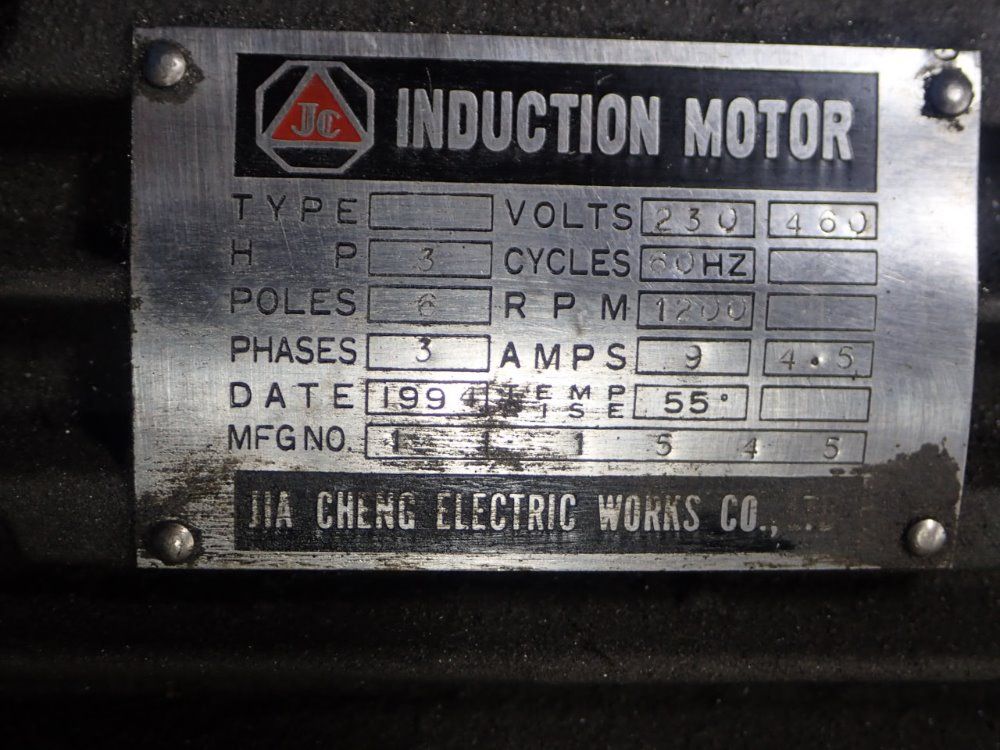 JC INDUCTION MOTOR
TYPE VOLTS 230 460
H P 3 CYCLES 60HZ
POLES 6 R P M 1200
PHASES 3 AMPS 9 4.5
DATE 1994 TEMP RISE 55°
MFG NO. 1 1 1 5 4 5
JIA CHENG ELECTRIC WORKS CO., LTD